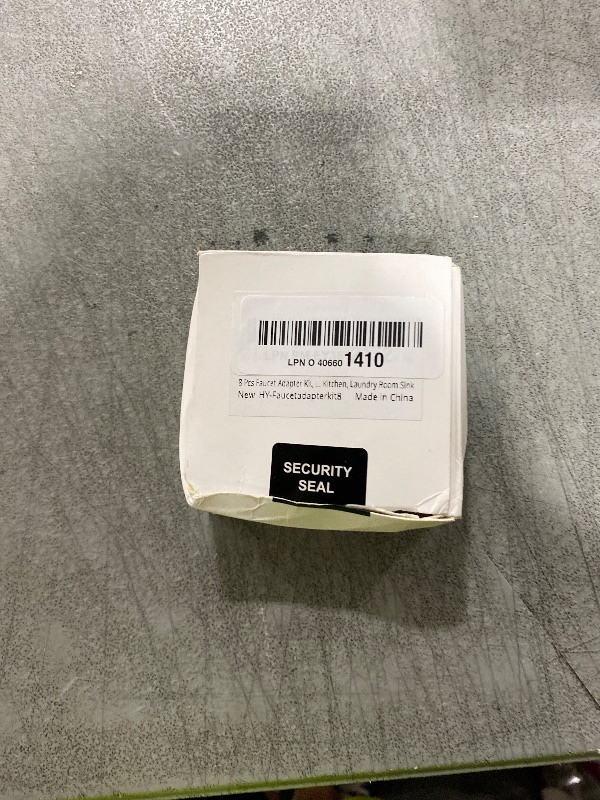 LPN O 40660 1410
8 Pcs Faucet Adapter Kit, ... Kitchen, Laundry Room Sink
New HY-Faucetadapterkit8 Made in China
SECURITY
SEAL